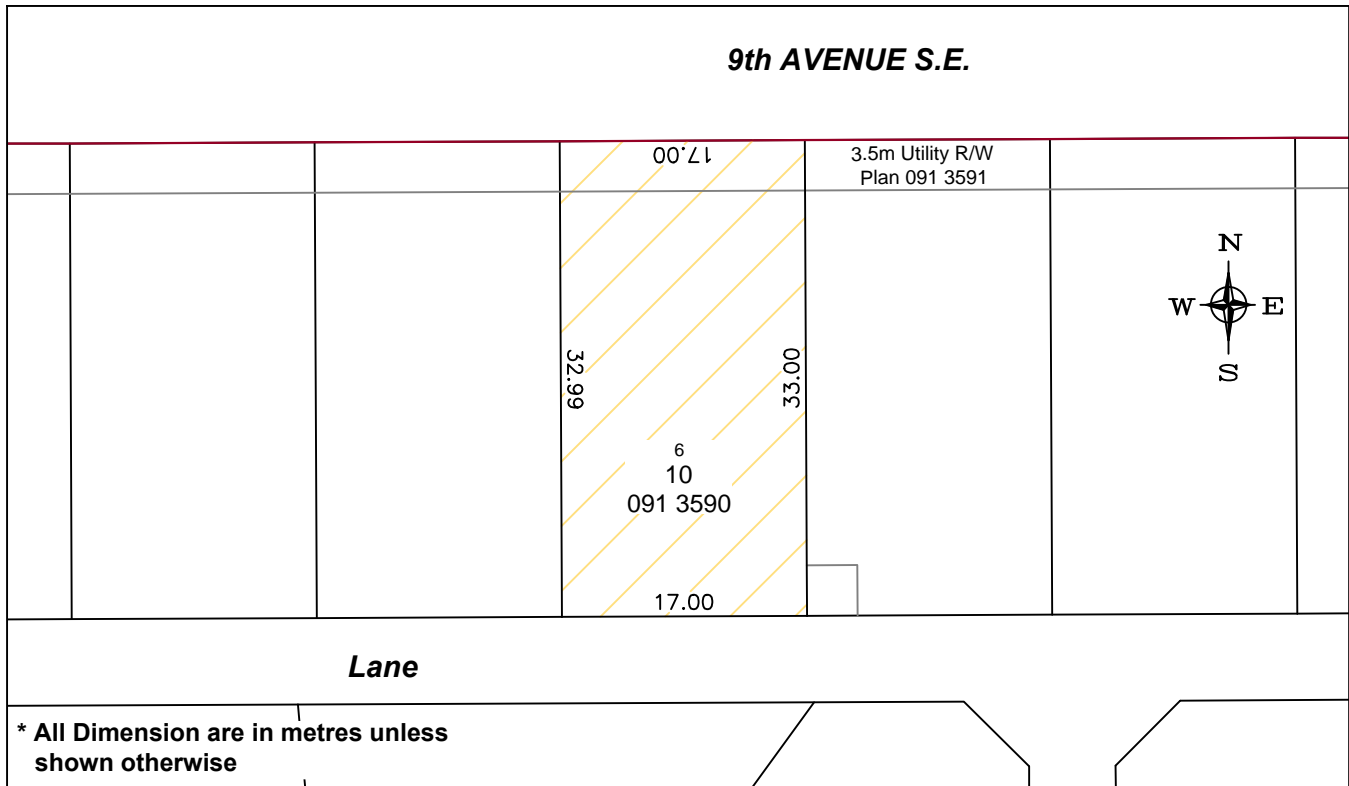 9th AVENUE S.E.
17.00
3.5m Utility R/W
Plan 091 3591
N
W E
S
32.99
33.00
6
10
091 3590
17.00
Lane
* All Dimension are in metres unless
shown otherwise